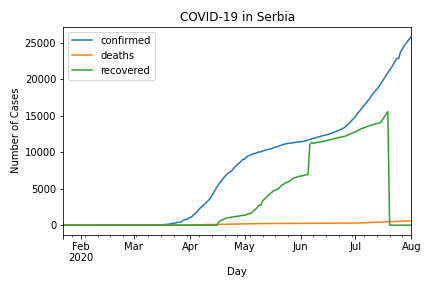 COVID-19 in Serbia
confirmed
deaths
recovered
Number of Cases
25000
20000
15000
10000
5000
0
Feb Mar Apr May Jun Jul Aug
2020
Day